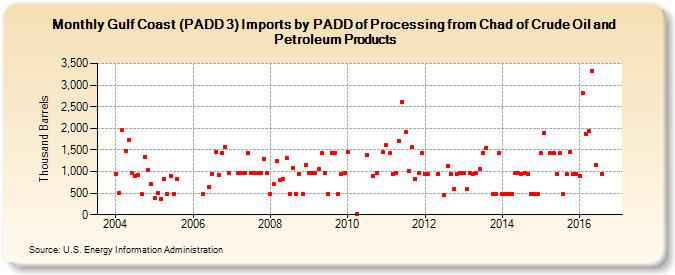 Monthly Gulf Coast (PADD 3) Imports by PADD of Processing from Chad of Crude Oil and
Petroleum Products
Thousand Barrels
3,500
3,000
2,500
2,000
1,500
1,000
500
0
2004 2006 2008 2010 2012 2014 2016
Source: U.S. Energy Information Administration